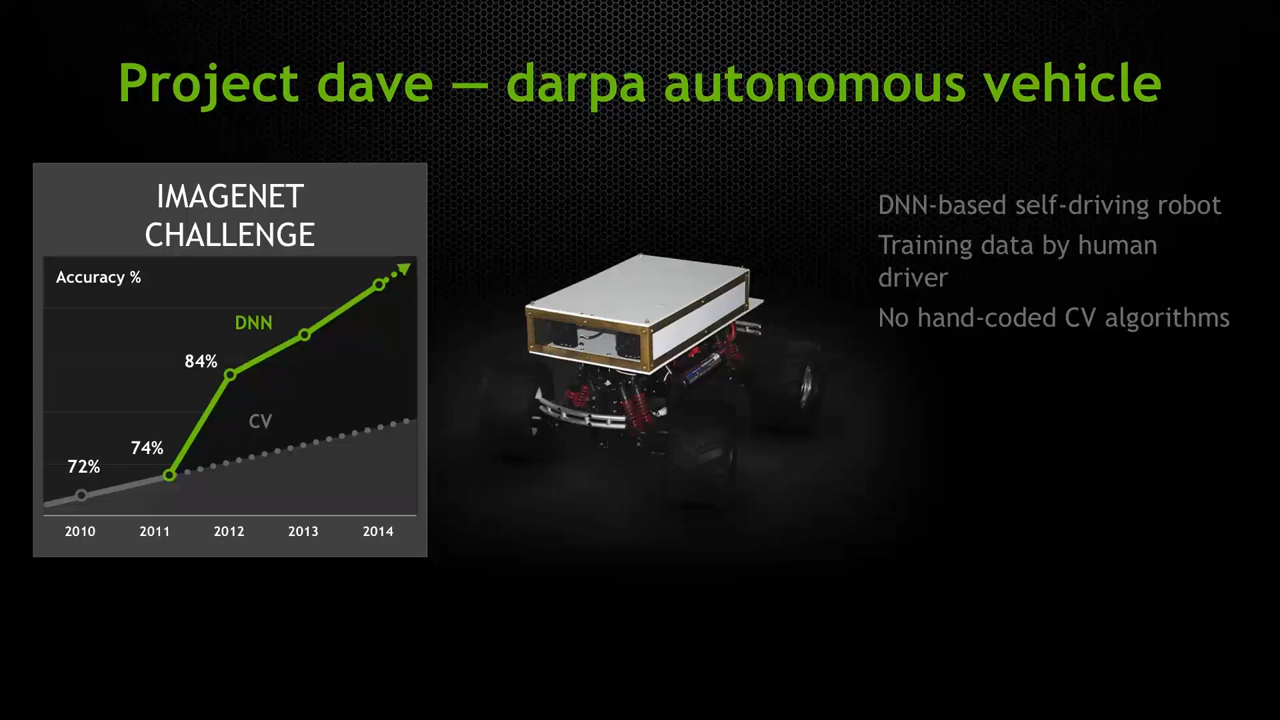 Project dave — darpa autonomous vehicle
IMAGENET
CHALLENGE
Accuracy %
DNN
84%
CV
74%
72%
2010 2011 2012 2013 2014
DNN-based self-driving robot
Training data by human
driver
No hand-coded CV algorithms